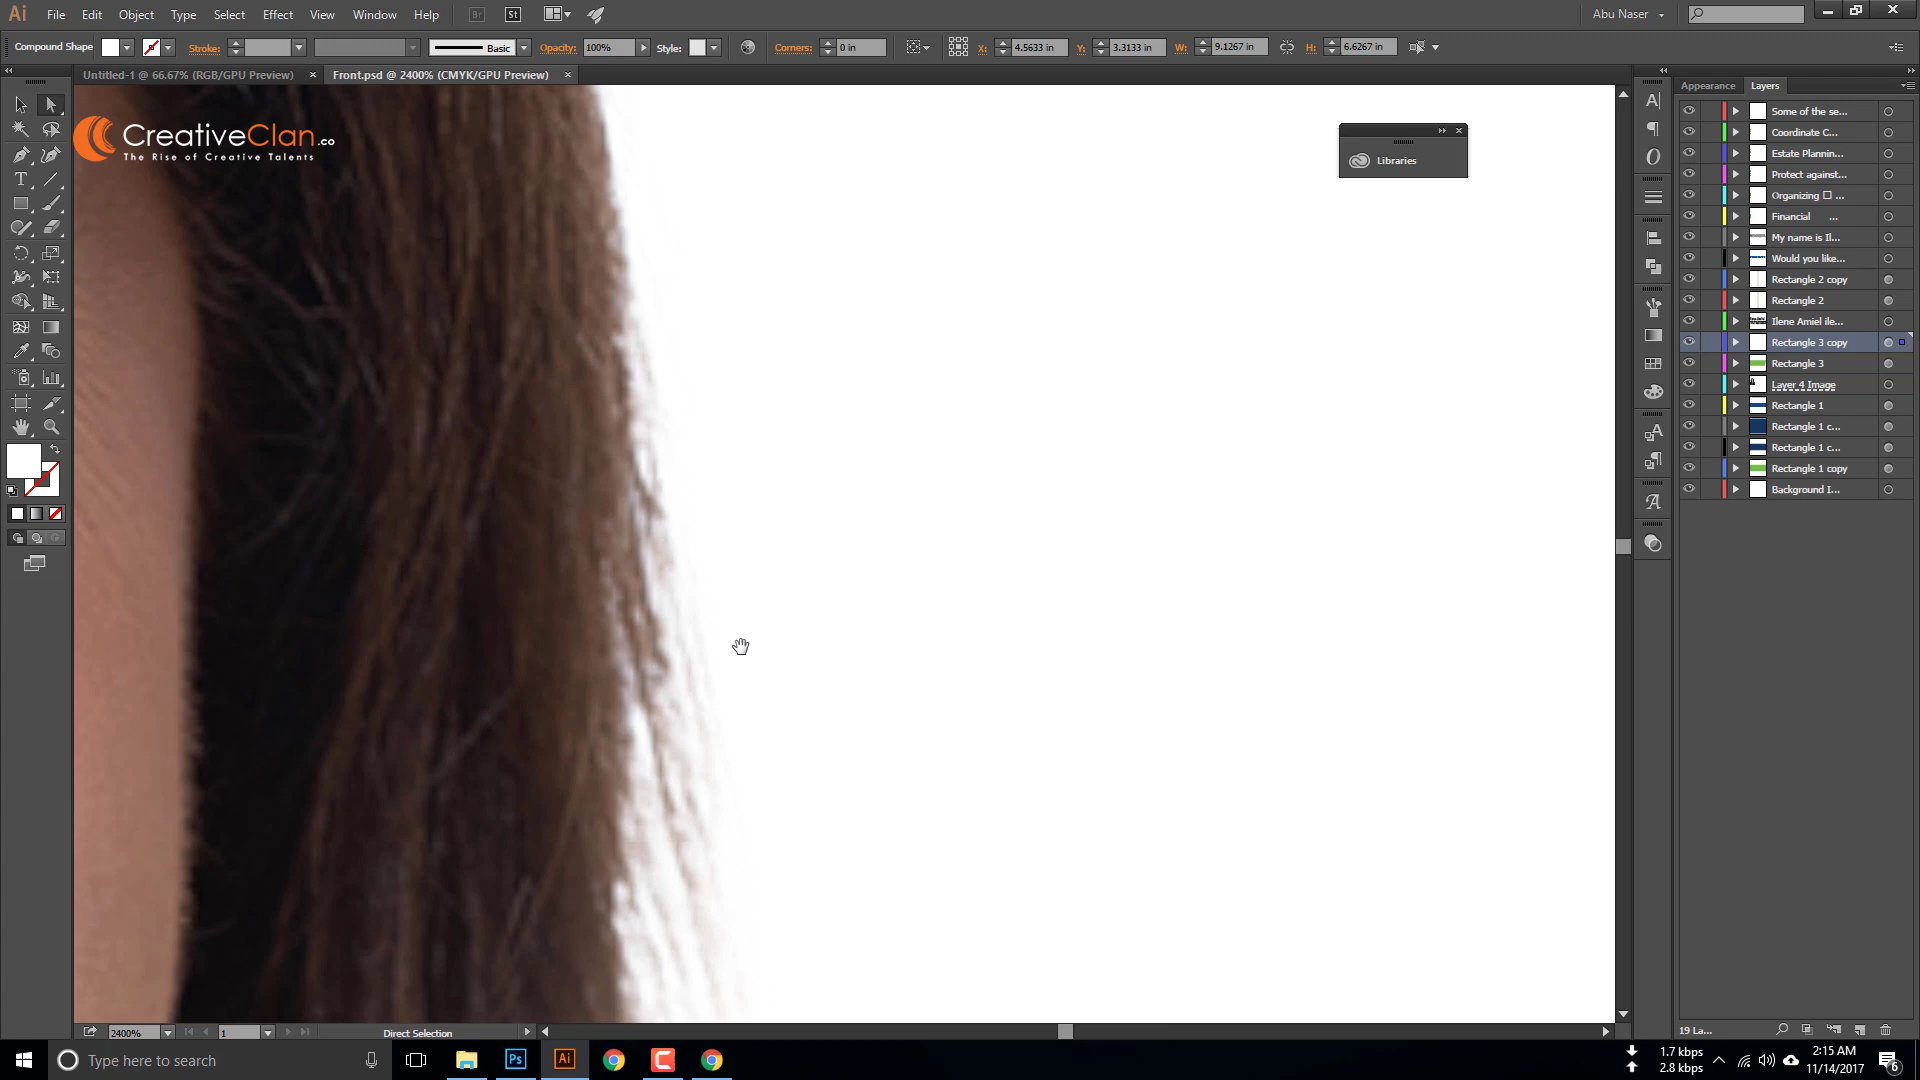 Ai File Edit Object Type Select Effect View Window Help Br St Abu Naser
Compound Shape Stroke: Basic Opacity: 100% Style: Corners: 0 in X: 4.5633 in Y: 3.3133 in W: 9.1267 in H: 6.6267 in
Untitled-1 @ 66.67% (RGB/GPU Preview) × Front.psd @ 2400% (CMYK/GPU Preview) ×
Appearance Layers
CreativeClan.co
The Rise of Creative Talents
Libraries
Some of the se...
Coordinate C...
Estate Plannin...
Protect against...
Organizing □ ...
Financial ...
My name is Il...
Would you like...
Rectangle 2 copy
Rectangle 2
Ilene Amiel ile...
Rectangle 3 copy
Rectangle 3
Layer 4 Image
Rectangle 1
Rectangle 1 c...
Rectangle 1 c...
Rectangle 1 copy
Background I...
2400% 1 Direct Selection
19 La...
Type here to search
Ps Ai
1.7 kbps
2.8 kbps
2:15 AM
11/14/2017
6